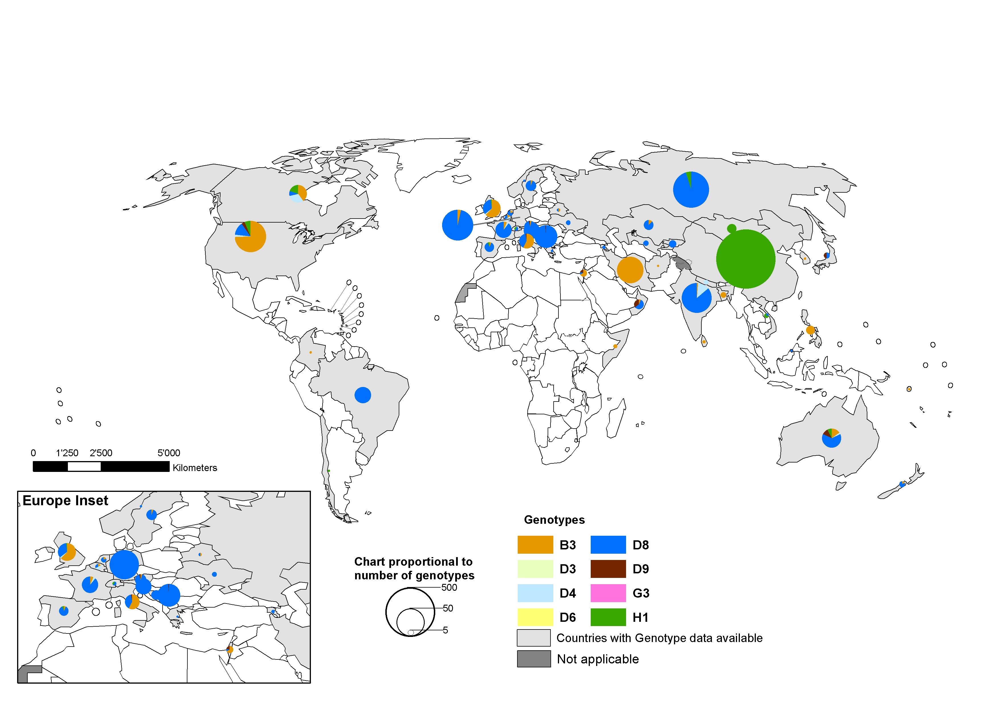 0 1'250 2'500 5'000
Kilometers
Europe Inset
Chart proportional to
number of genotypes
500
50
5
Genotypes
B3 D8
D3 D9
D4 G3
D6 H1
Countries with Genotype data available
Not applicable